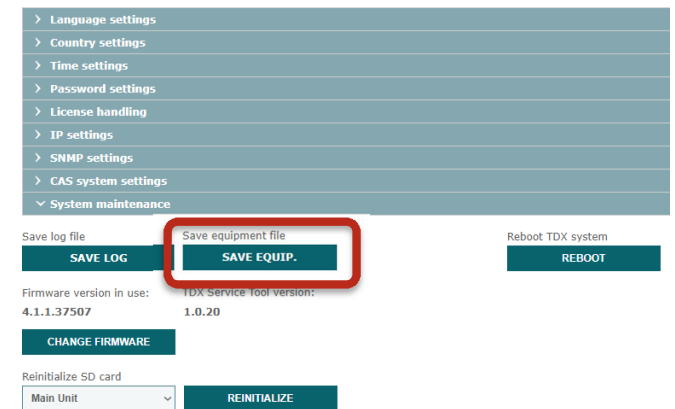 Language settings
Country settings
Time settings
Password settings
License handling
IP settings
SNMP settings
CAS system settings
System maintenance
Save log file Save equipment file Reboot TDX system
SAVE LOG SAVE EQUIP. REBOOT
Firmware version in use: TDX Service Tool version:
4.1.1.37507 1.0.20
CHANGE FIRMWARE
Reinitialize SD card
Main Unit REINITIALIZE